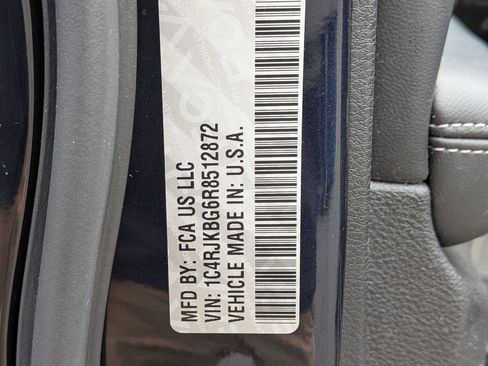 MFD BY: FCA US LLC
VIN: 1C4RJKBG6R8512872
VEHICLE MADE IN: U.S.A.